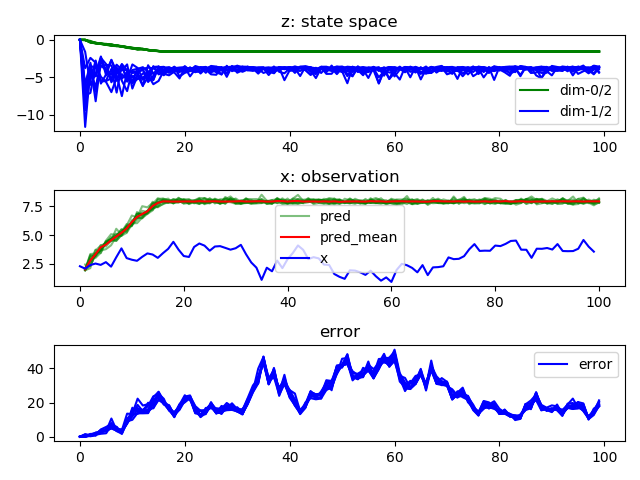 z: state space
0
−5
−10
dim-0/2
dim-1/2
0 20 40 60 80 100
x: observation
7.5
5.0
2.5
pred
pred_mean
x
0 20 40 60 80 100
error
40
20
0
error
0 20 40 60 80 100